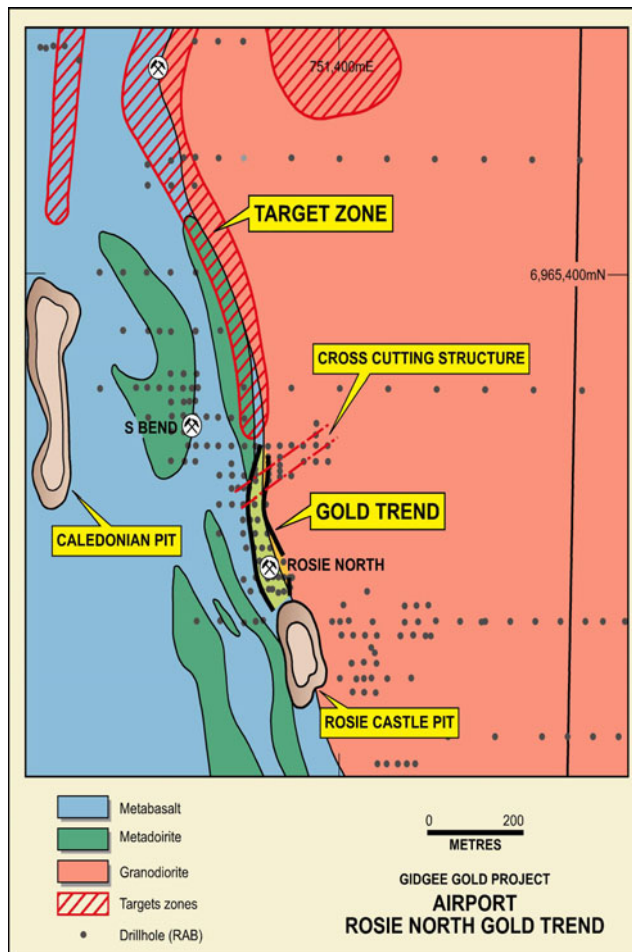 751,400mE
TARGET ZONE
6,965,400mN
CROSS CUTTING STRUCTURE
S BEND
GOLD TREND
CALEDONIAN PIT
ROSIE NORTH
ROSIE CASTLE PIT
Metabasalt
Metadoirite
Granodiorite
Targets zones
Drillhole (RAB)
0 200
METRES
GIDGEE GOLD PROJECT
AIRPORT
ROSIE NORTH GOLD TREND